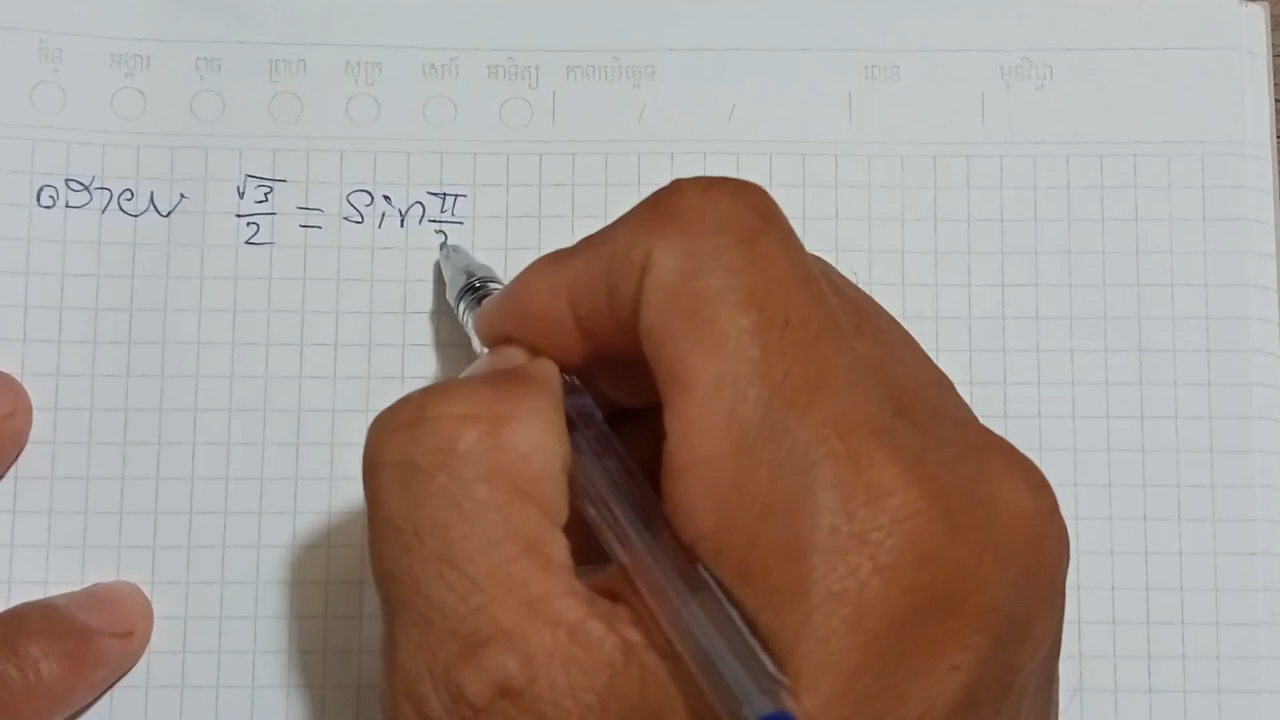 ច័ន្ទ អង្គារ ពុធ ព្រហ សុក្រ សៅរ៍ អាទិត្យ កាលបរិច្ឆេទ / / លេខ មុខវិជ្ជា
ដោយ √3/2 = sin π/